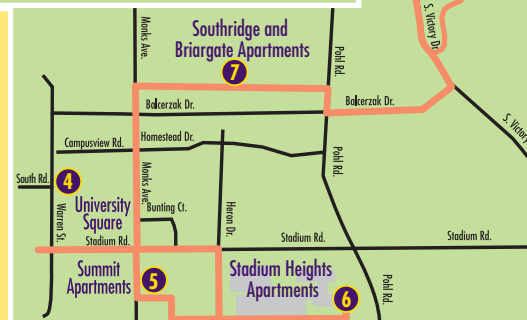 Monks Ave.
Southridge and
Briargate Apartments
7
Pohl Rd.
S. Victory Dr.
Balcerzak Dr.
Balcerzak Dr.
S. Victory
Campusview Rd.
Homestead Dr.
Pohl Rd.
South Rd.
4
Warren St.
University
Square
Monks Ave.
Bunting Ct.
Heron Dr.
Stadium Rd.
Stadium Rd.
Stadium Rd.
Summit
Apartments
5
Stadium Heights
Apartments
6
Pohl Rd.